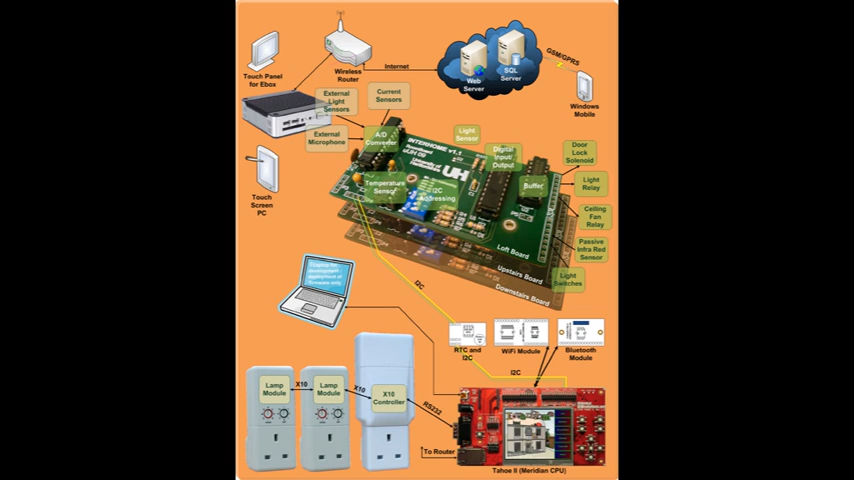 Touch Panel
for Ebox
Wireless
Router
Internet
Web
Server
SQL
Server
GSM/GPRS
Windows
Mobile
External
Light
Sensors
Current
Sensors
External
Microphone
A/D
Converter
Light
Sensor
Digital
Input/
Output
Door
Lock
Solenoid
INTERHOME v1.1
UH
Temperature
Sensor
I2C
Addressing
Buffer
Light
Relay
Touch
Screen
PC
Ceiling
Fan
Relay
Passive
Infra Red
Sensor
Loft Board
Upstairs Board
Downstairs Board
Light
Switches
I2C
RTC and
I2C
WiFi Module
Bluetooth
Module
I2C
Lamp
Module
X10
Lamp
Module
X10
X10
Controller
RS232
To Router
Tahoe II (Meridian CPU)